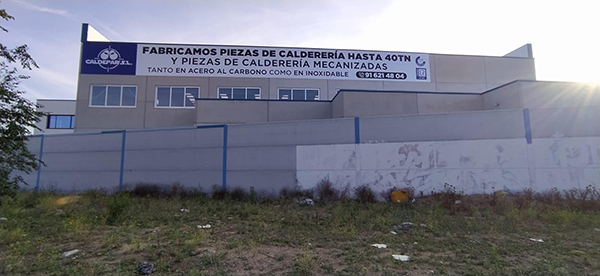 CALDEPAR S.L.
FABRICAMOS PIEZAS DE CALDERERÍA HASTA 40TN
Y PIEZAS DE CALDERERÍA MECANIZADAS
TANTO EN ACERO AL CARBONO COMO EN INOXIDABLE
91 621 48 04